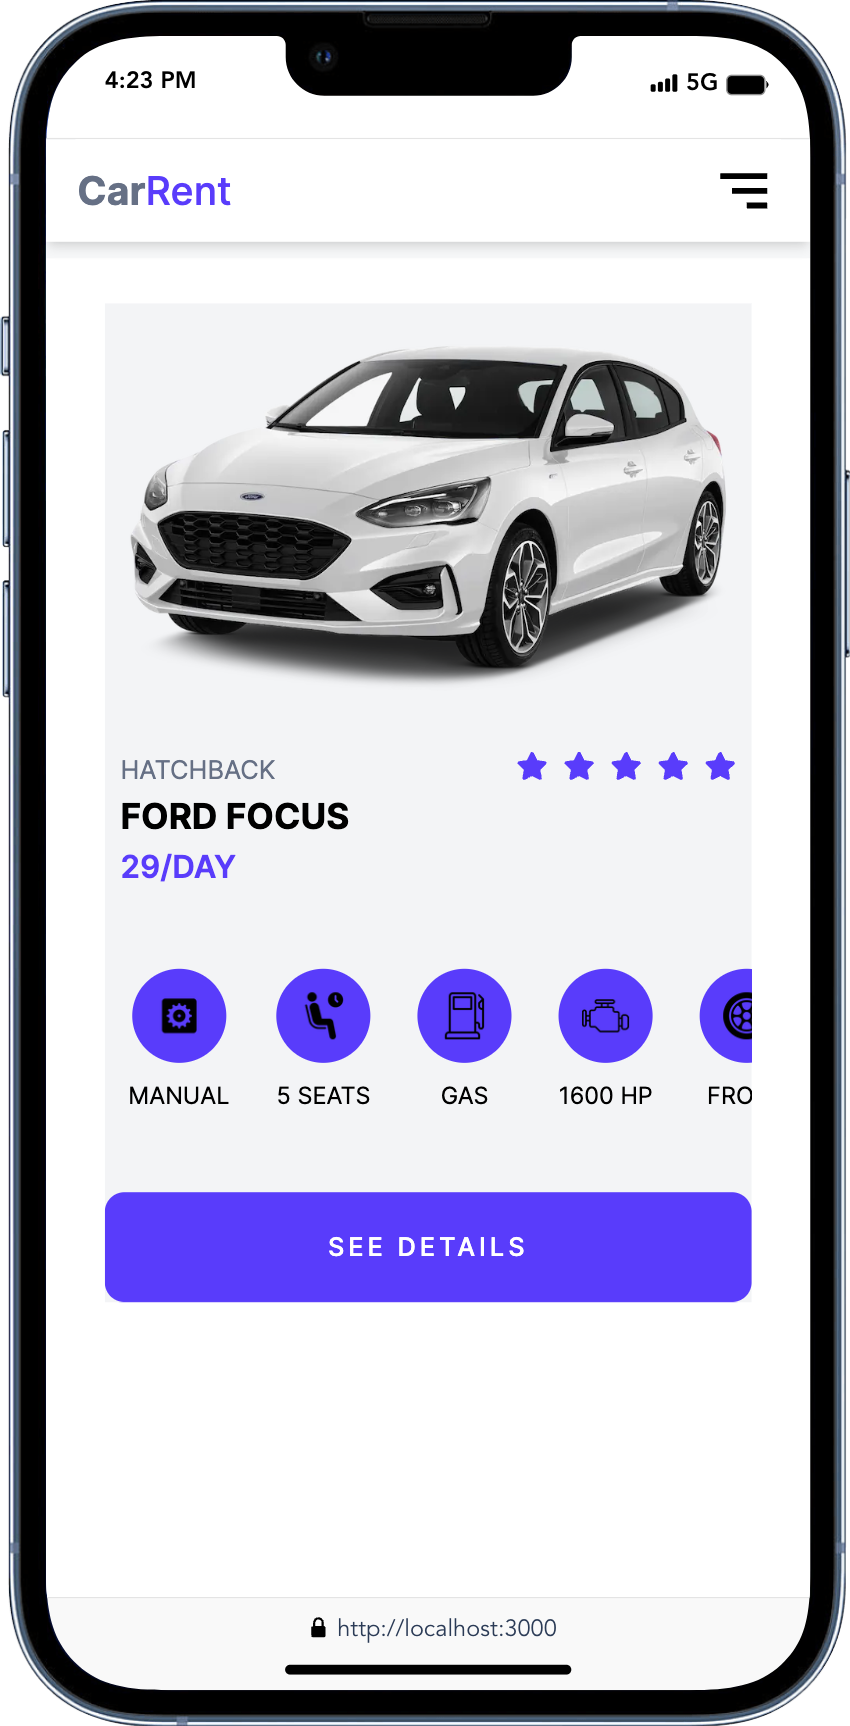 4:23 PM 5G
CarRent
HATCHBACK
FORD FOCUS
29/DAY
MANUAL 5 SEATS GAS 1600 HP FRO
SEE DETAILS
http://localhost:3000